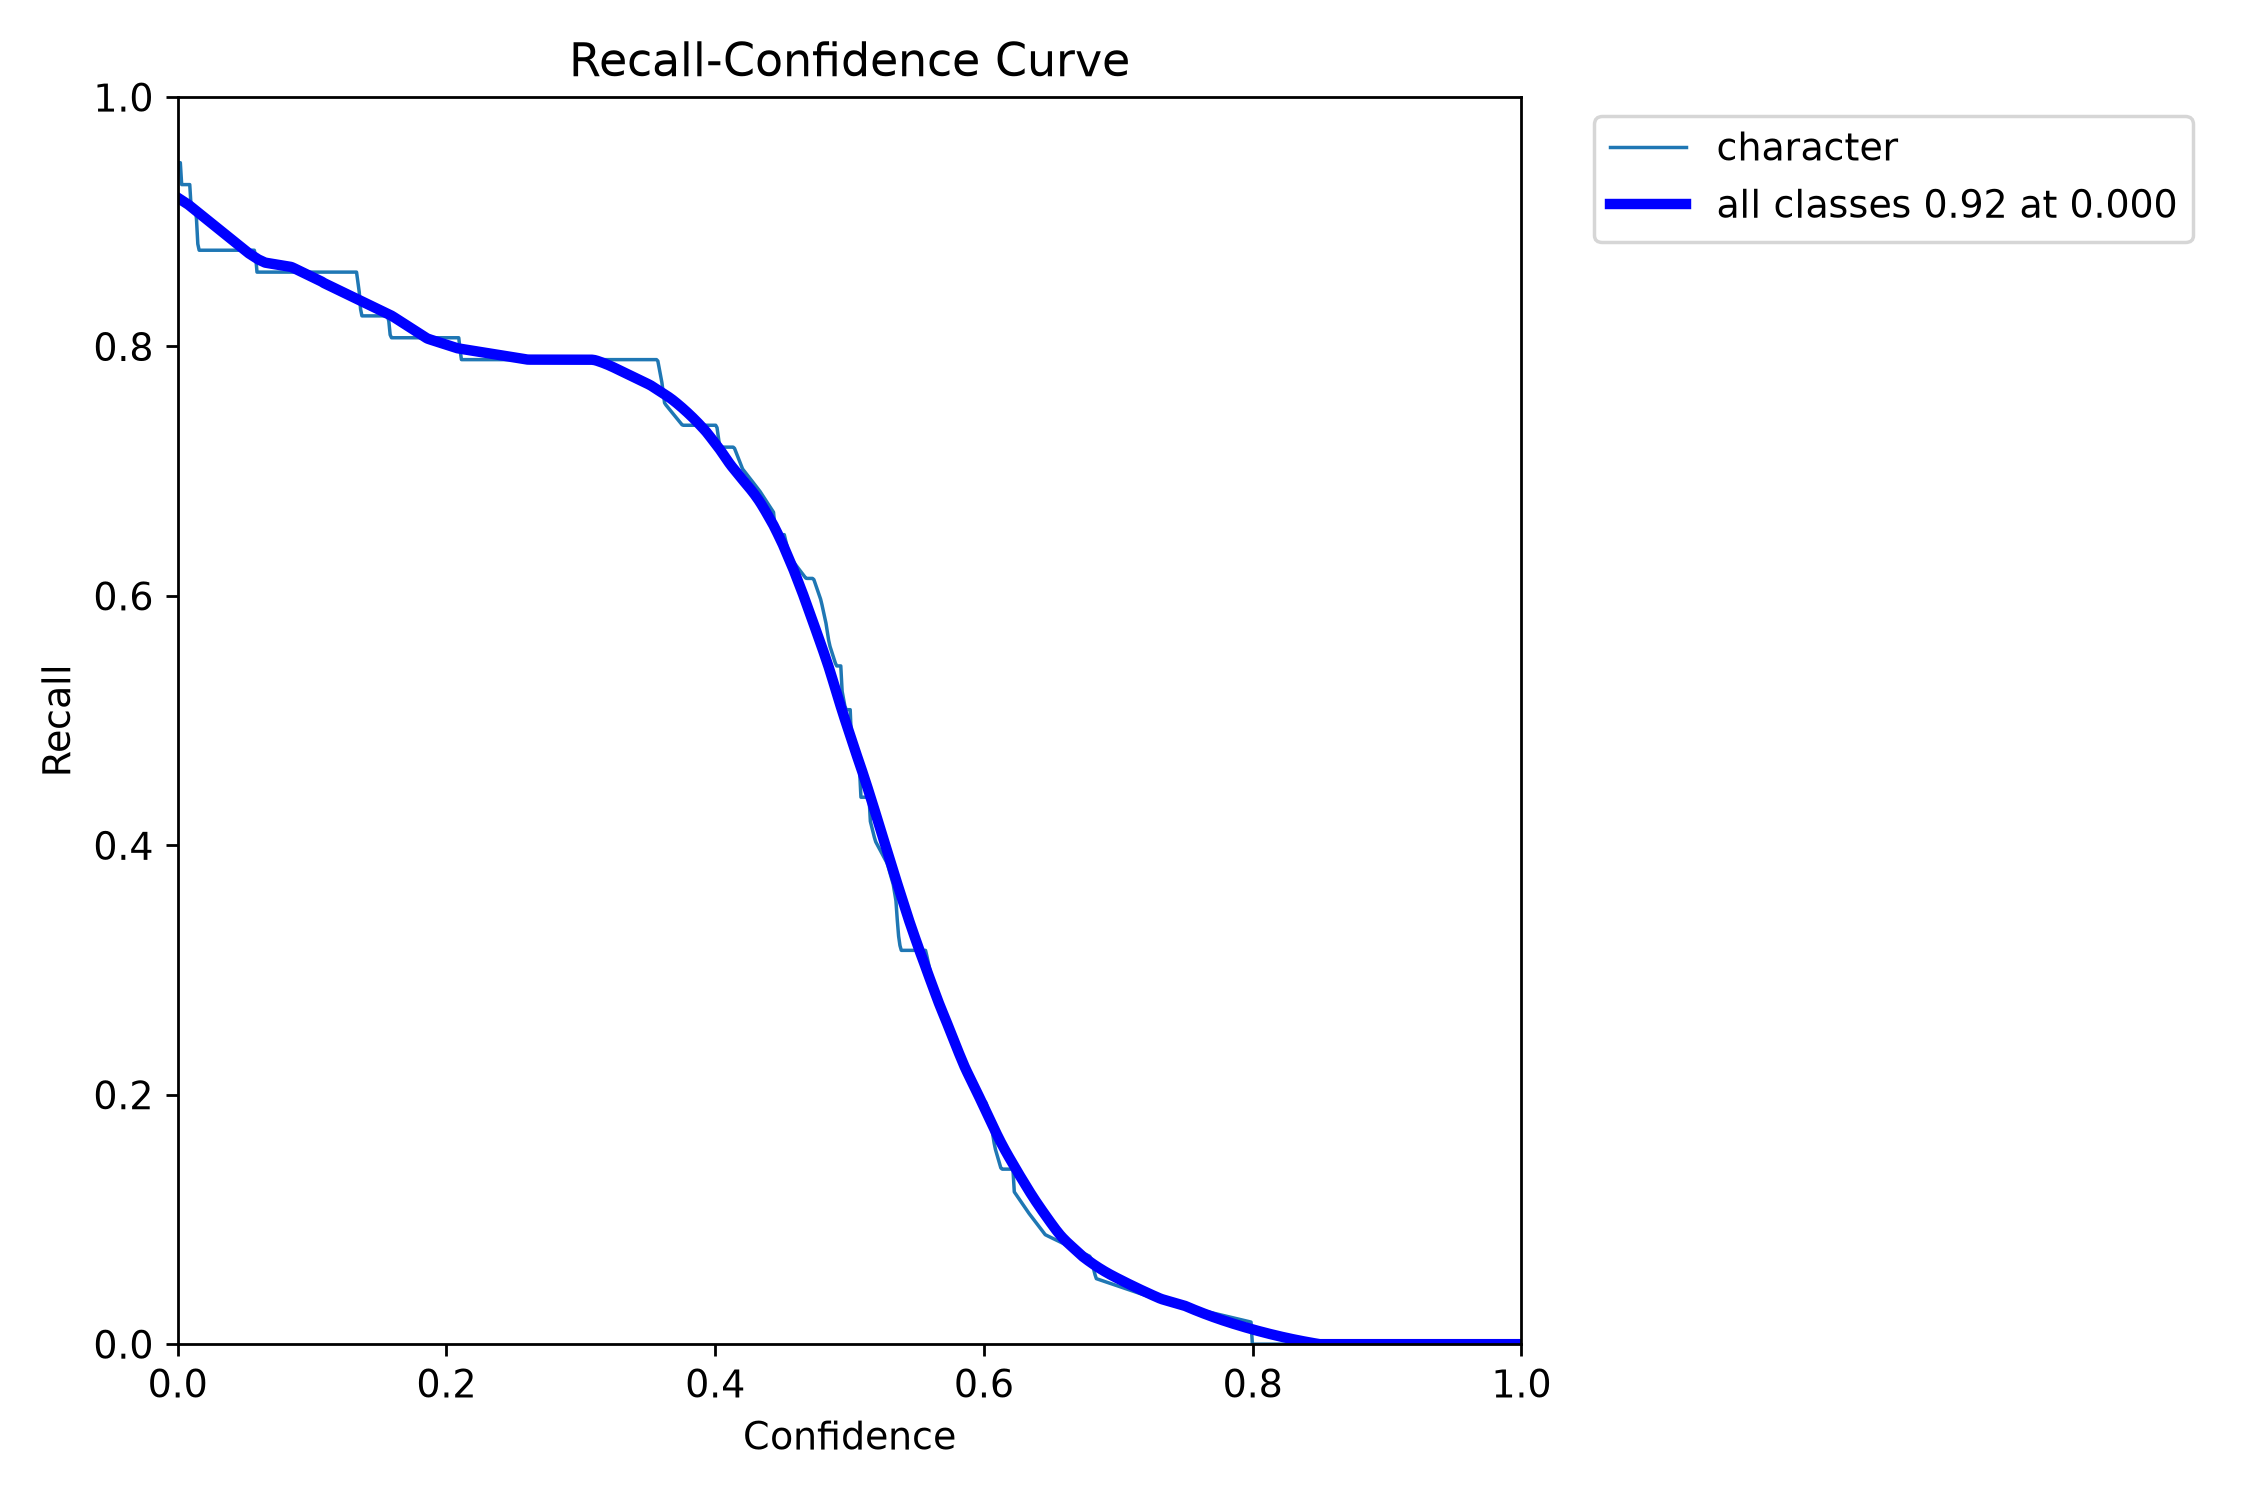 Recall-Confidence Curve
1.0
0.8
0.6
0.4
0.2
0.0
Recall
0.0 0.2 0.4 0.6 0.8 1.0
Confidence
character
all classes 0.92 at 0.000